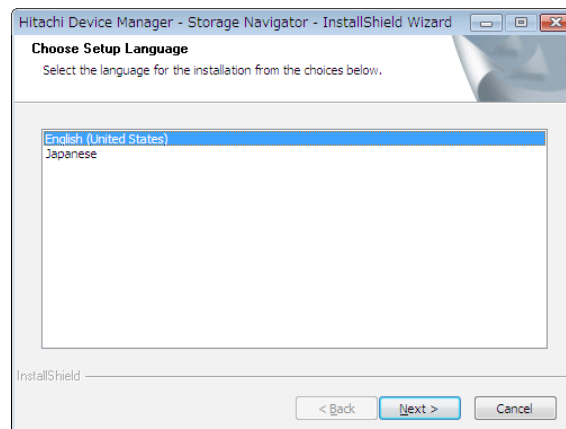 Hitachi Device Manager - Storage Navigator - InstallShield Wizard
Choose Setup Language
Select the language for the installation from the choices below.
English (United States)
Japanese
InstallShield
< Back
Next >
Cancel